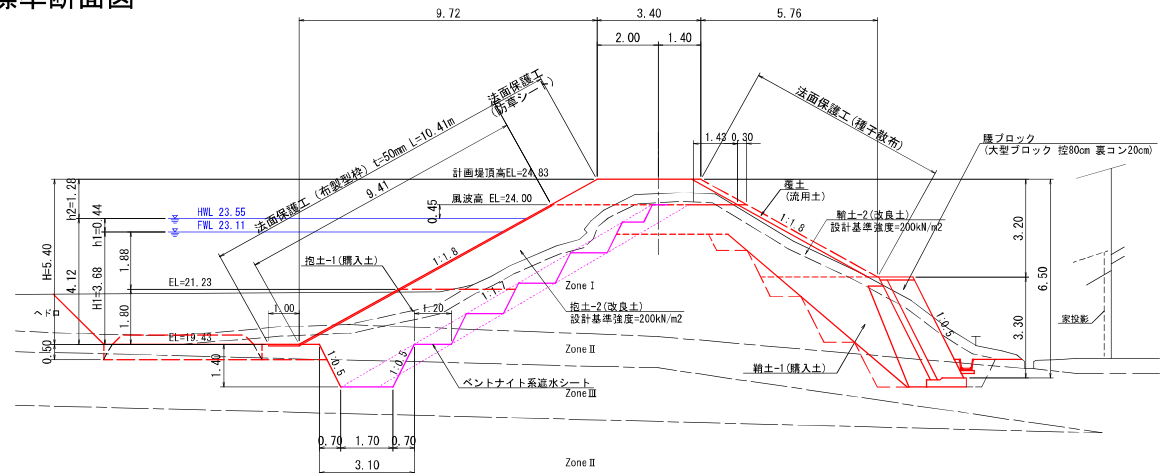 標準断面図
9.72
3.40
5.76
2.00
1.40
法面保護工
(防草シート)
法面保護工(種子散布)
法面保護工 (布製型枠) t=50mm L=10.41m
9.41
1.43
0.30
腰ブロック
(大型ブロック 控80cm 裏コン20cm)
計画堤頂高EL=24.83
風波高 EL=24.00
0.45
HWL 23.55
FWL 23.11
h2=1.28
h1=0.44
H=5.40
4.12
H1=3.68
1.88
1.80
覆土
(流用土)
1:1.8
鞘土-2(改良土)
設計基準強度=200kN/m2
3.20
6.50
3.30
1:1.8
抱土-1(購入土)
EL=21.23
1:1
Zone Ⅰ
1.00
1.20
抱土-2(改良土)
設計基準強度=200kN/m2
家投影
1:0.5
EL=19.43
0.50
Zone Ⅱ
1.40
1:0.5
1:0.5
鞘土-1(購入土)
ベントナイト系遮水シート
Zone Ⅲ
0.70
1.70
0.70
3.10
Zone Ⅱ